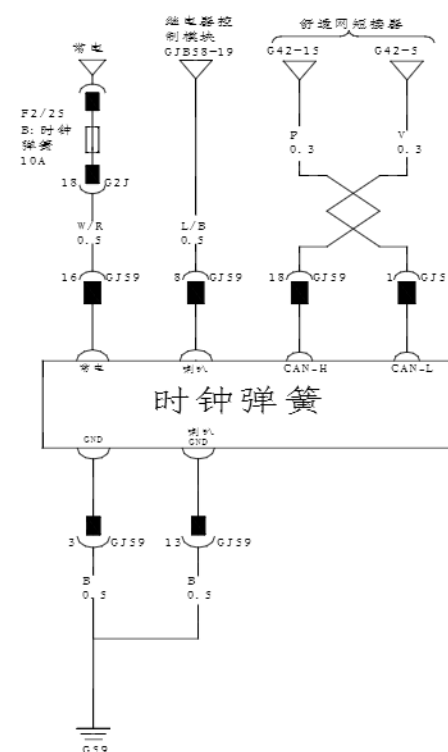 常电
继电器控
制模块
GJB58-19
舒适网短接器
G42-15
G42-5
F2/25
B:时钟
弹簧
10A
18
G2J
P
0.3
V
0.3
W/R
0.5
L/B
0.5
16
GJ59
8
GJ59
18
GJ59
1
GJ5
常电
喇叭
CAN-H
CAN-L
时钟弹簧
GND
喇叭
GND
3
GJ59
13
GJ59
B
0.5
B
0.5
G59